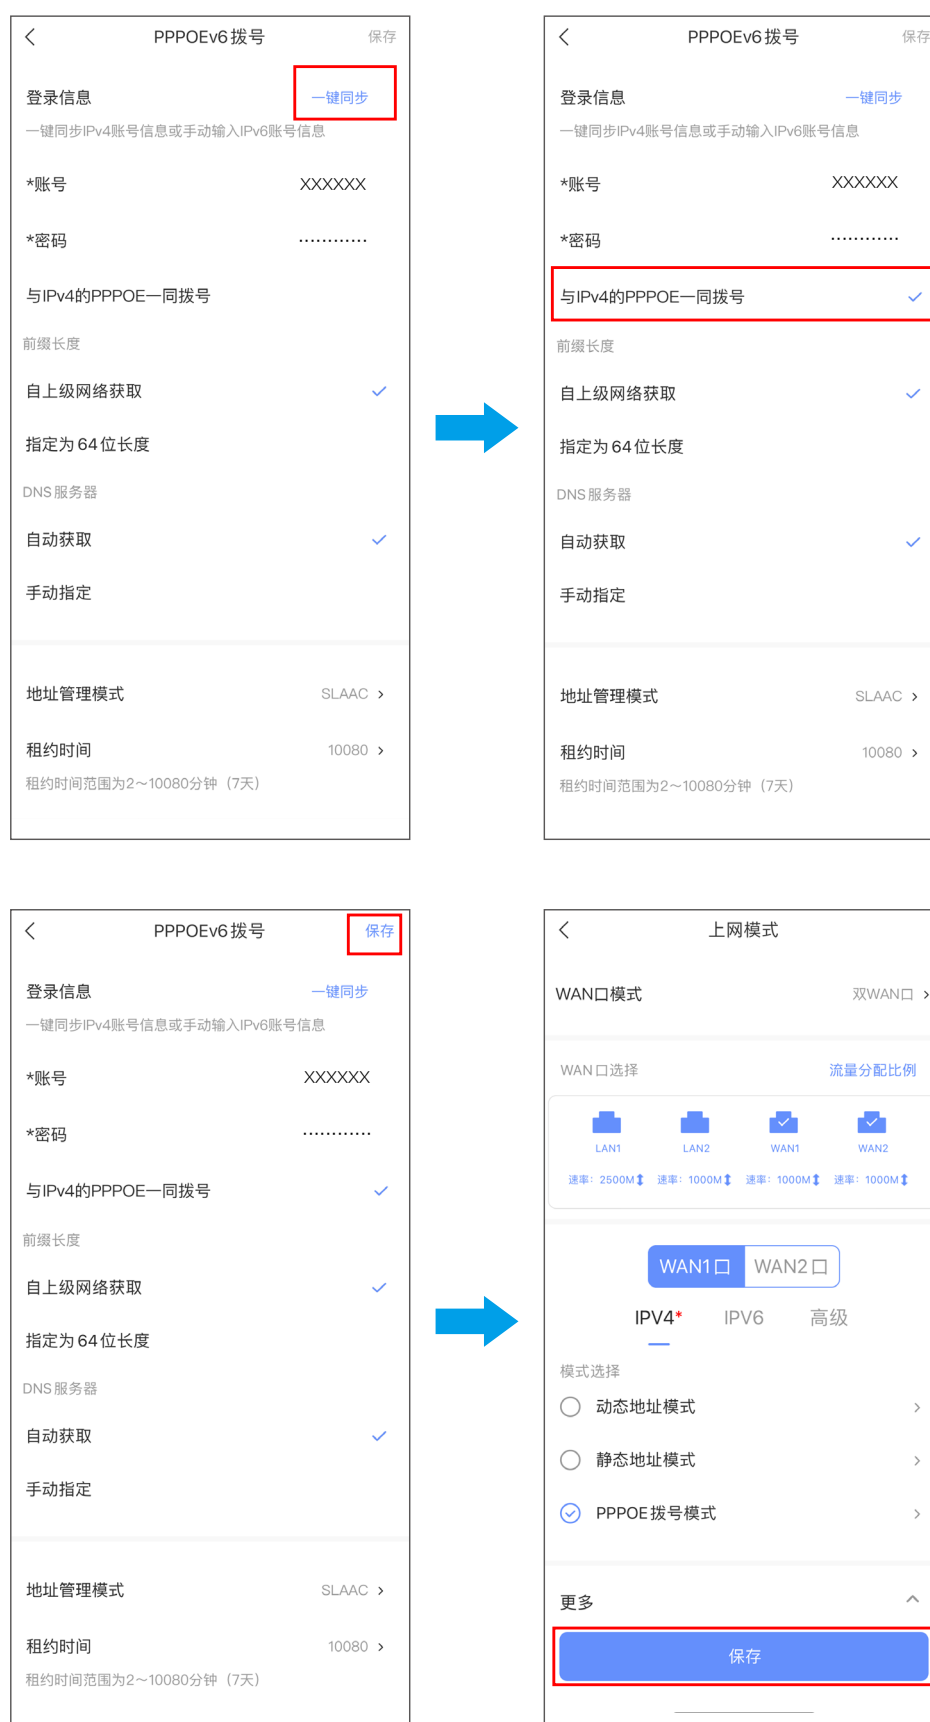 PPPOEv6拨号
保存
登录信息
一键同步
一键同步IPv4账号信息或手动输入IPv6账号信息
*账号
XXXXXX
*密码
············
与IPv4的PPPOE一同拨号
前缀长度
自上级网络获取
指定为64位长度
DNS服务器
自动获取
手动指定
地址管理模式
SLAAC
租约时间
10080
租约时间范围为2～10080分钟（7天）
PPPOEv6拨号
保存
登录信息
一键同步
一键同步IPv4账号信息或手动输入IPv6账号信息
*账号
XXXXXX
*密码
············
与IPv4的PPPOE一同拨号
前缀长度
自上级网络获取
指定为64位长度
DNS服务器
自动获取
手动指定
地址管理模式
SLAAC
租约时间
10080
租约时间范围为2～10080分钟（7天）
PPPOEv6拨号
保存
登录信息
一键同步
一键同步IPv4账号信息或手动输入IPv6账号信息
*账号
XXXXXX
*密码
············
与IPv4的PPPOE一同拨号
前缀长度
自上级网络获取
指定为64位长度
DNS服务器
自动获取
手动指定
地址管理模式
SLAAC
租约时间
10080
租约时间范围为2～10080分钟（7天）
上网模式
WAN口模式
双WAN口
WAN口选择
流量分配比例
LAN1 LAN2 WAN1 WAN2
速率：2500M 速率：1000M 速率：1000M 速率：1000M
WAN1口 WAN2口
IPV4* IPV6 高级
模式选择
动态地址模式
静态地址模式
PPPOE拨号模式
更多
保存